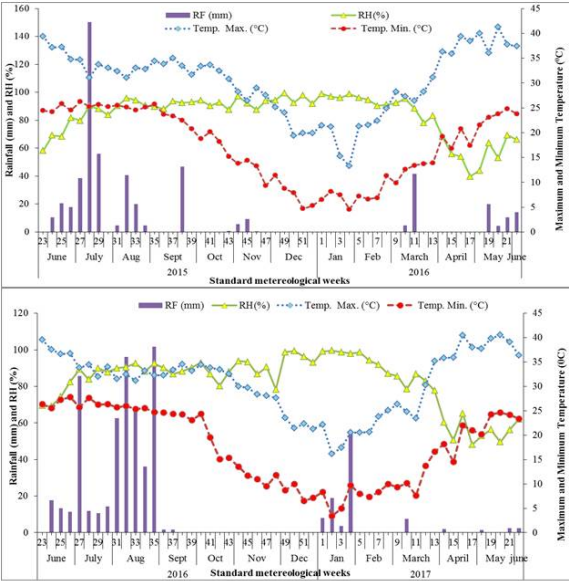 RF (mm) RH(%)
Temp. Max. (°C) Temp. Min. (°C)
Rainfall (mm) and RH (%)
160
140
120
100
80
60
40
20
0
45
40
35
30
25
20
15
10
5
0
Maximum and Minimum Temperature (°C)
23 25 27 29 31 33 35 37 39 41 43 45 47 49 51 1 3 5 7 9 11 13 15 17 19 21
June July Aug Sept Oct Nov Dec Jan Feb March April May June
2015 2016
Standard metereological weeks
RF (mm) RH(%) Temp. Max. (°C) Temp. Min. (°C)
Rainfall (mm) and RH (%)
120
100
80
60
40
20
0
45
40
35
30
25
20
15
10
5
0
Maximum and Minimum Temperature (0C)
23 25 27 29 31 33 35 37 39 41 43 45 47 49 51 1 3 5 7 9 11 13 15 17 19 21
June July Aug Sept Oct Nov Dec Jan Feb March April May june
2016 2017
Standard metereological weeks